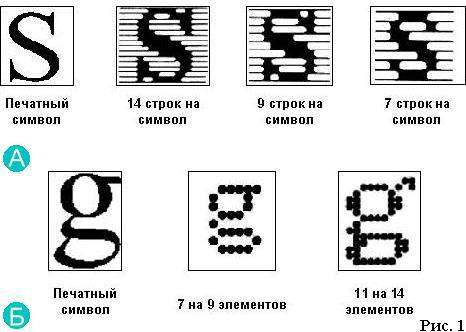 S S S S
Печатный символ
14 строк на символ
9 строк на символ
7 строк на символ
А
g g g
Печатный символ
7 на 9 элементов
11 на 14 элементов
Б
Рис. 1